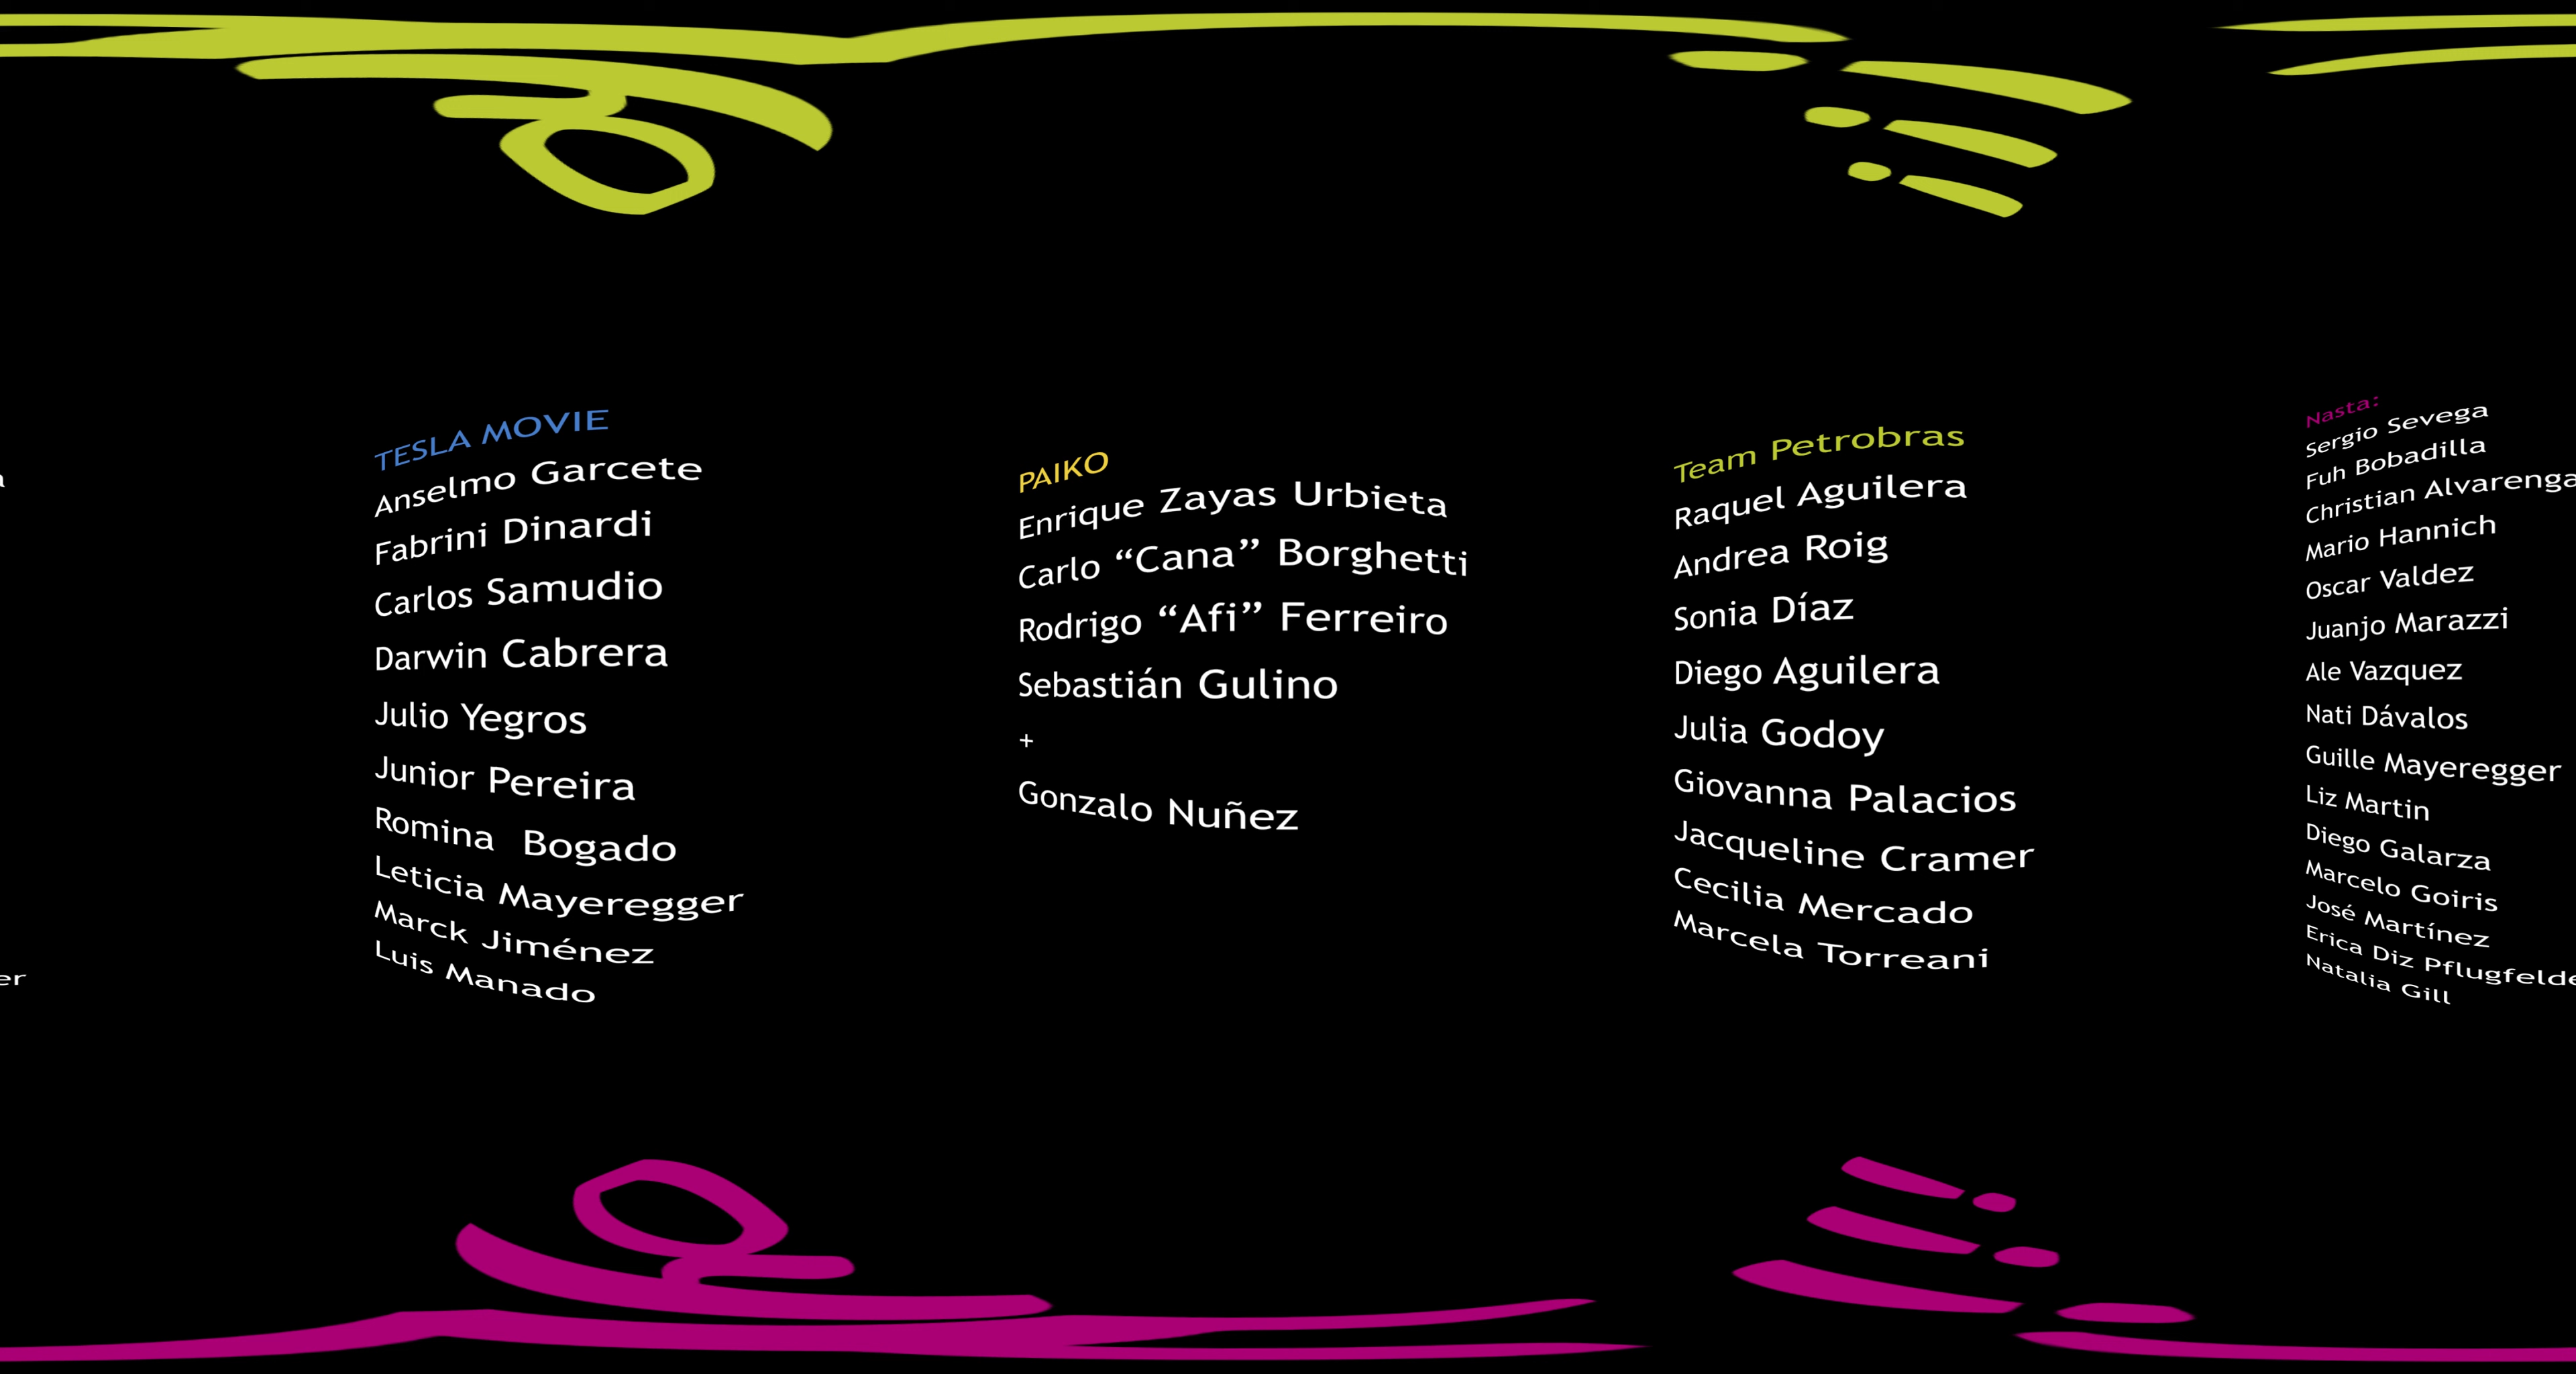 TESLA MOVIE
Anselmo Garcete
Fabrini Dinardi
Carlos Samudio
Darwin Cabrera
Julio Yegros
Junior Pereira
Romina Bogado
Leticia Mayeregger
Marck Jiménez
Luis Manado
PAIKO
Enrique Zayas Urbieta
Carlo “Cana” Borghetti
Rodrigo “Afi” Ferreiro
Sebastián Gulino
+
Gonzalo Nuñez
Team Petrobras
Raquel Aguilera
Andrea Roig
Sonia Díaz
Diego Aguilera
Julia Godoy
Giovanna Palacios
Jacqueline Cramer
Cecilia Mercado
Marcela Torreani
Nasta:
Sergio Sevega
Fuh Bobadilla
Christian Alvarenga
Mario Hannich
Oscar Valdez
Juanjo Marazzi
Ale Vazquez
Nati Dávalos
Guille Mayeregger
Liz Martin
Diego Galarza
Marcelo Goiris
José Martínez
Erica Diz
Natalia Gill